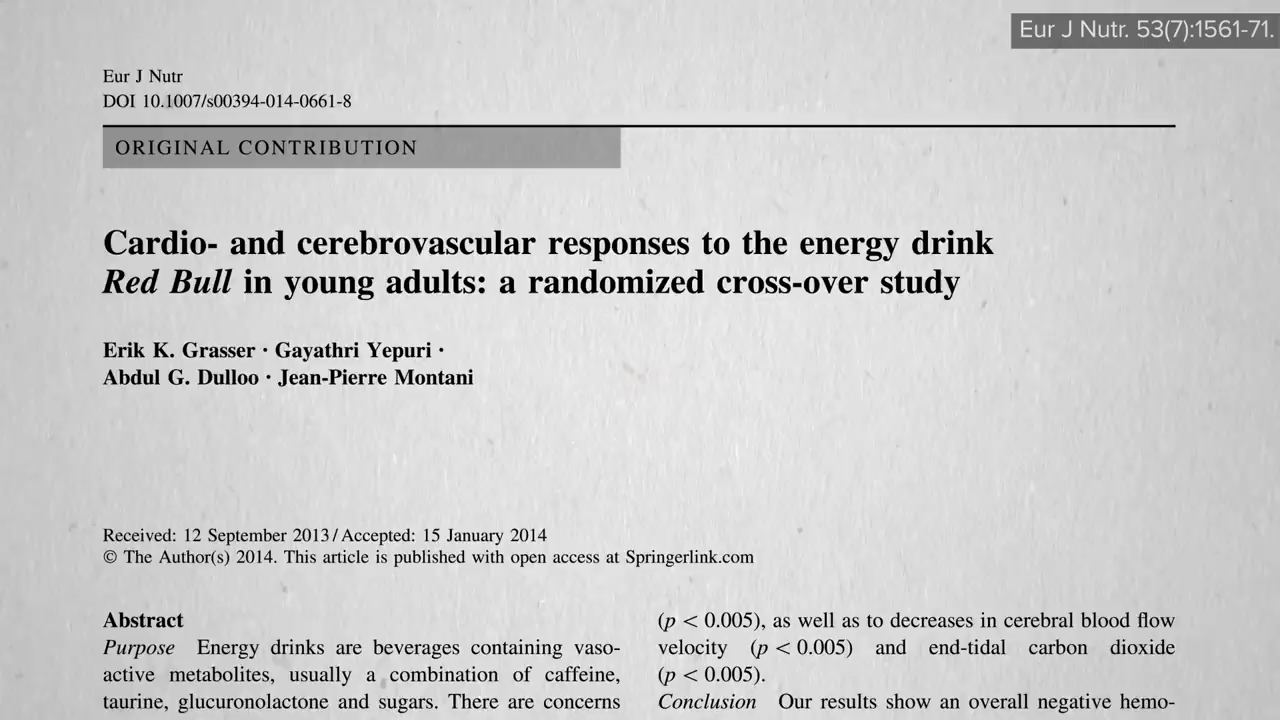 Eur J Nutr. 53(7):1561-71.
Eur J Nutr
DOI 10.1007/s00394-014-0661-8
ORIGINAL CONTRIBUTION
Cardio- and cerebrovascular responses to the energy drink
Red Bull in young adults: a randomized cross-over study
Erik K. Grasser · Gayathri Yepuri ·
Abdul G. Dulloo · Jean-Pierre Montani
Received: 12 September 2013 / Accepted: 15 January 2014
© The Author(s) 2014. This article is published with open access at Springerlink.com
Abstract
Purpose Energy drinks are beverages containing vaso-
active metabolites, usually a combination of caffeine,
taurine, glucuronolactone and sugars. There are concerns
(p < 0.005), as well as to decreases in cerebral blood flow
velocity (p < 0.005) and end-tidal carbon dioxide
(p < 0.005).
Conclusion Our results show an overall negative hemo-